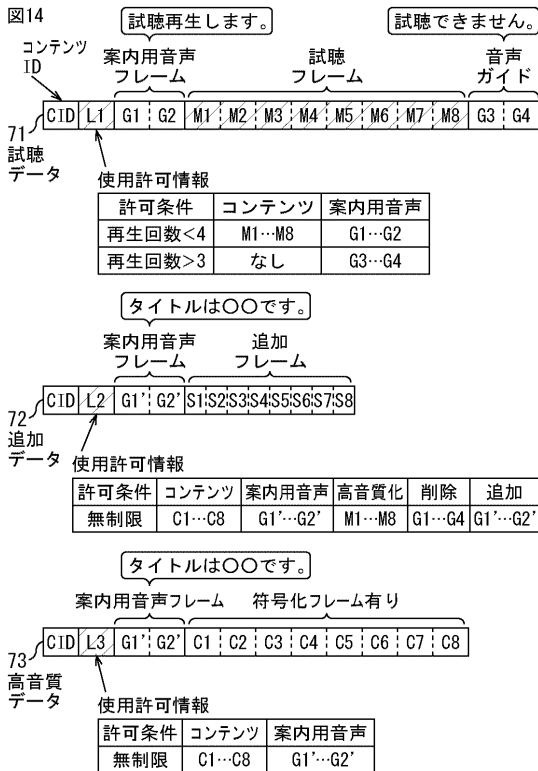 図14
試聴再生します。
試聴できません。
コンテンツ
ID
案内用音声
フレーム
試聴
フレーム
音声
ガイド
CID L1 G1 G2 M1 M2 M3 M4 M5 M6 M7 M8 G3 G4
71
試聴
データ
使用許可情報
許可条件 コンテンツ 案内用音声
再生回数<4 M1…M8 G1…G2
再生回数>3 なし G3…G4
タイトルは〇〇です。
案内用音声
フレーム
追加
フレーム
CID L2 G1' G2' S1 S2 S3 S4 S5 S6 S7 S8
72
追加
データ
使用許可情報
許可条件 コンテンツ 案内用音声 高音質化 削除 追加
無制限 C1…C8 G1'…G2' M1…M8 G1…G4 G1'…G2'
タイトルは〇〇です。
案内用音声フレーム 符号化フレーム有り
CID L3 G1' G2' C1 C2 C3 C4 C5 C6 C7 C8
73
高音質
データ
使用許可情報
許可条件 コンテンツ 案内用音声
無制限 C1…C8 G1'…G2'